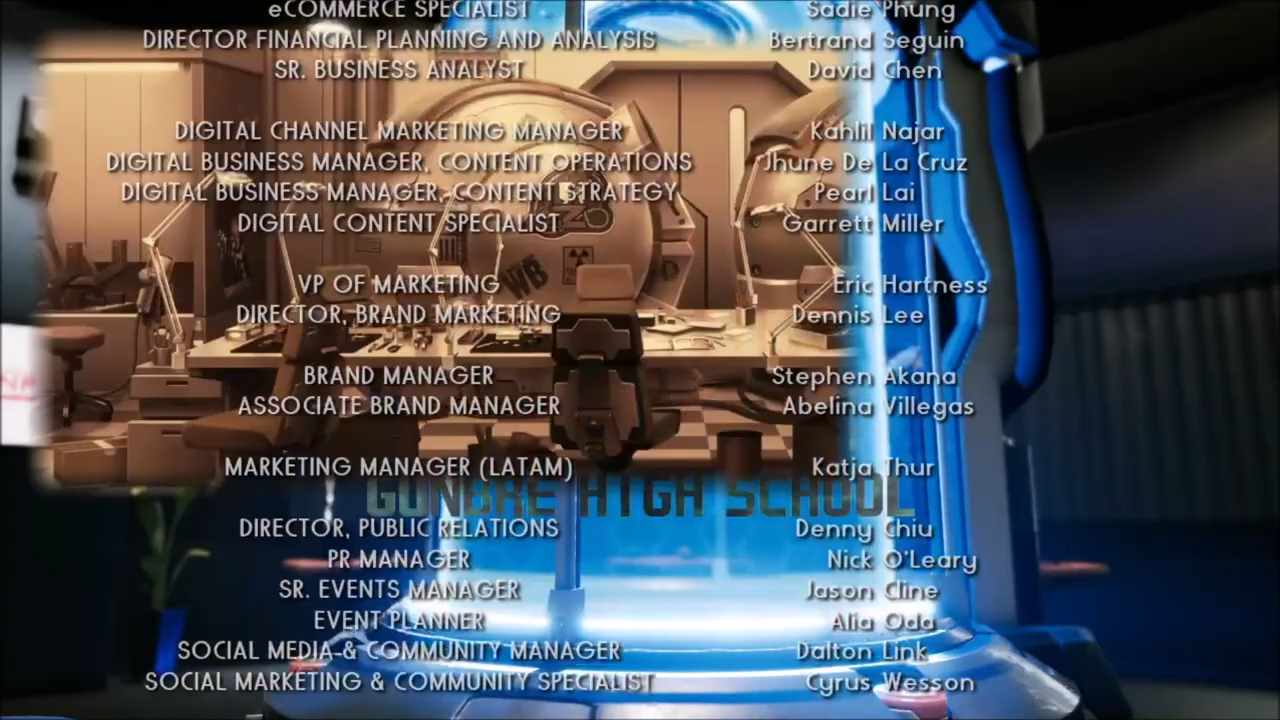 eCOMMERCE SPECIALIST Sadie Phung
DIRECTOR FINANCIAL PLANNING AND ANALYSIS Bertrand Seguin
SR. BUSINESS ANALYST David Chen
DIGITAL CHANNEL MARKETING MANAGER Kahlil Najar
DIGITAL BUSINESS MANAGER, CONTENT OPERATIONS Jhune De La Cruz
DIGITAL BUSINESS MANAGER, CONTENT STRATEGY Pearl Lai
DIGITAL CONTENT SPECIALIST Garrett Miller
VP OF MARKETING Eric Hartness
DIRECTOR, BRAND MARKETING Dennis Lee
BRAND MANAGER Stephen Akana
ASSOCIATE BRAND MANAGER Abelina Villegas
MARKETING MANAGER (LATAM) Katja Thur
HIGH SCHOOL
DIRECTOR, PUBLIC RELATIONS Denny Chiu
PR MANAGER Nick O'Leary
SR. EVENTS MANAGER Jason Cline
EVENT PLANNER Alia Oda
SOCIAL MEDIA & COMMUNITY MANAGER Dalton Link
SOCIAL MARKETING & COMMUNITY SPECIALIST Cyrus Wesson